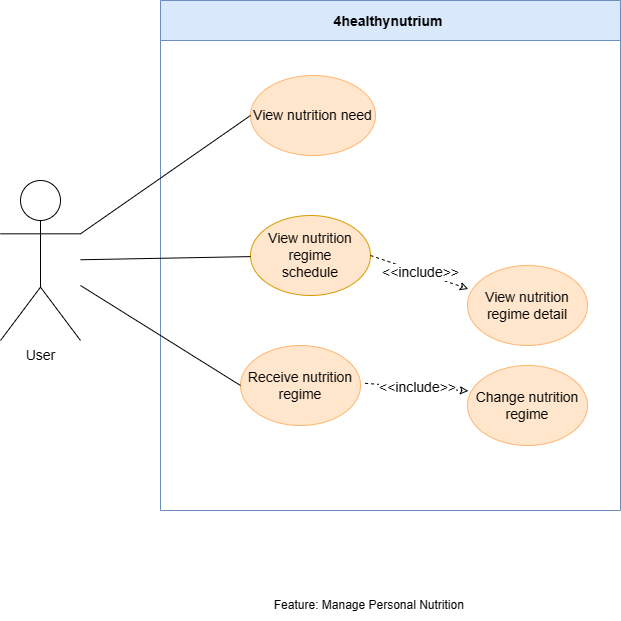 4healthynutrium
View nutrition need
View nutrition
regime
schedule
<<include>>
View nutrition
regime detail
User
Receive nutrition
regime
<<include>>
Change nutrition
regime
Feature: Manage Personal Nutrition